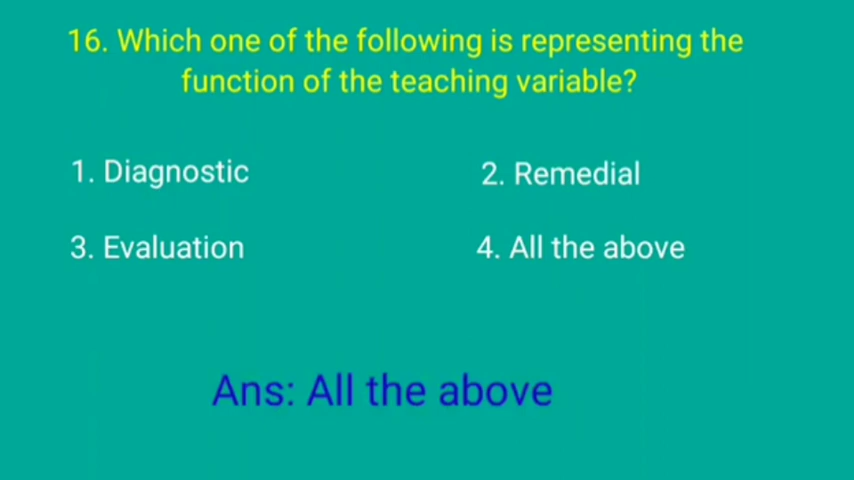 16. Which one of the following is representing the
function of the teaching variable?
1. Diagnostic
2. Remedial
3. Evaluation
4. All the above
Ans: All the above